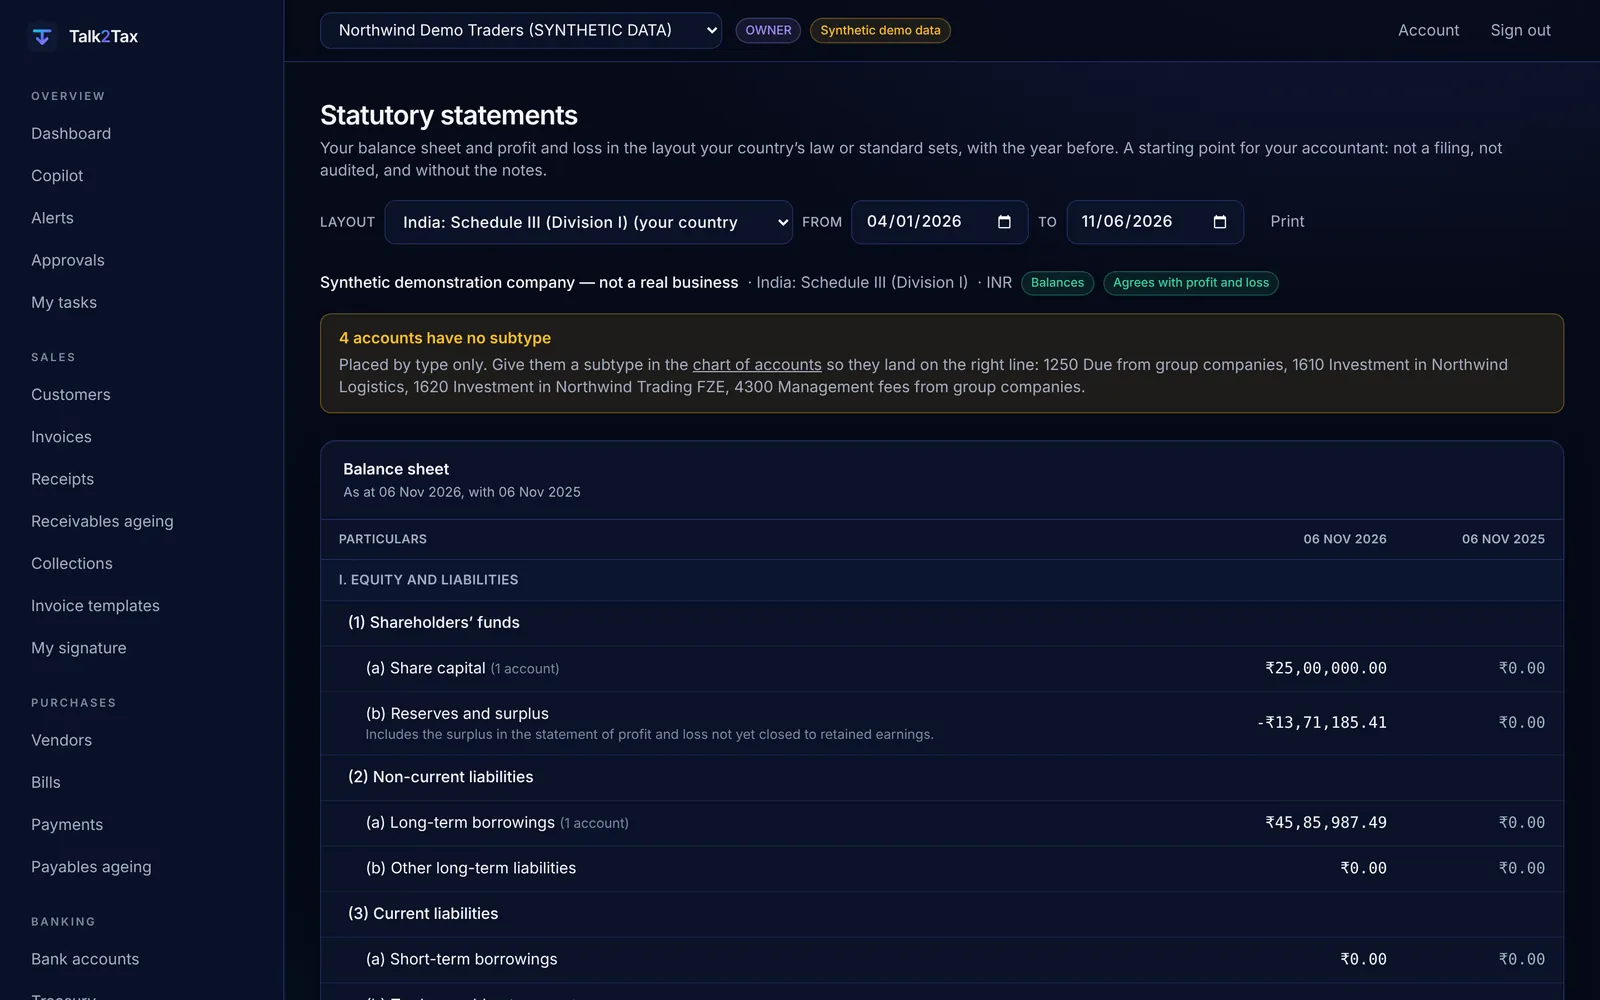 Talk2Tax
Northwind Demo Traders (SYNTHETIC DATA)
OWNER
Synthetic demo data
Account
Sign out
OVERVIEW
Dashboard
Copilot
Alerts
Approvals
My tasks
SALES
Customers
Invoices
Receipts
Receivables ageing
Collections
Invoice templates
My signature
PURCHASES
Vendors
Bills
Payments
Payables ageing
BANKING
Bank accounts
Statutory statements
Your balance sheet and profit and loss in the layout your country’s law or standard sets, with the year before. A starting point for your accountant: not a filing, not
audited, and without the notes.
LAYOUT India: Schedule III (Division I) (your country FROM 04/01/2026 TO 11/06/2026 Print
Synthetic demonstration company — not a real business · India: Schedule III (Division I) · INR Balances Agrees with profit and loss
4 accounts have no subtype
Placed by type only. Give them a subtype in the chart of accounts so they land on the right line: 1250 Due from group companies, 1610 Investment in Northwind
Logistics, 1620 Investment in Northwind Trading FZE, 4300 Management fees from group companies.
Balance sheet
As at 06 Nov 2026, with 06 Nov 2025
PARTICULARS 06 NOV 2026 06 NOV 2025
I. EQUITY AND LIABILITIES
(1) Shareholders’ funds
(a) Share capital (1 account) ₹25,00,000.00 ₹0.00
(b) Reserves and surplus -₹13,71,185.41 ₹0.00
Includes the surplus in the statement of profit and loss not yet closed to retained earnings.
(2) Non-current liabilities
(a) Long-term borrowings (1 account) ₹45,85,987.49 ₹0.00
(b) Other long-term liabilities ₹0.00 ₹0.00
(3) Current liabilities
(a) Short-term borrowings ₹0.00 ₹0.00